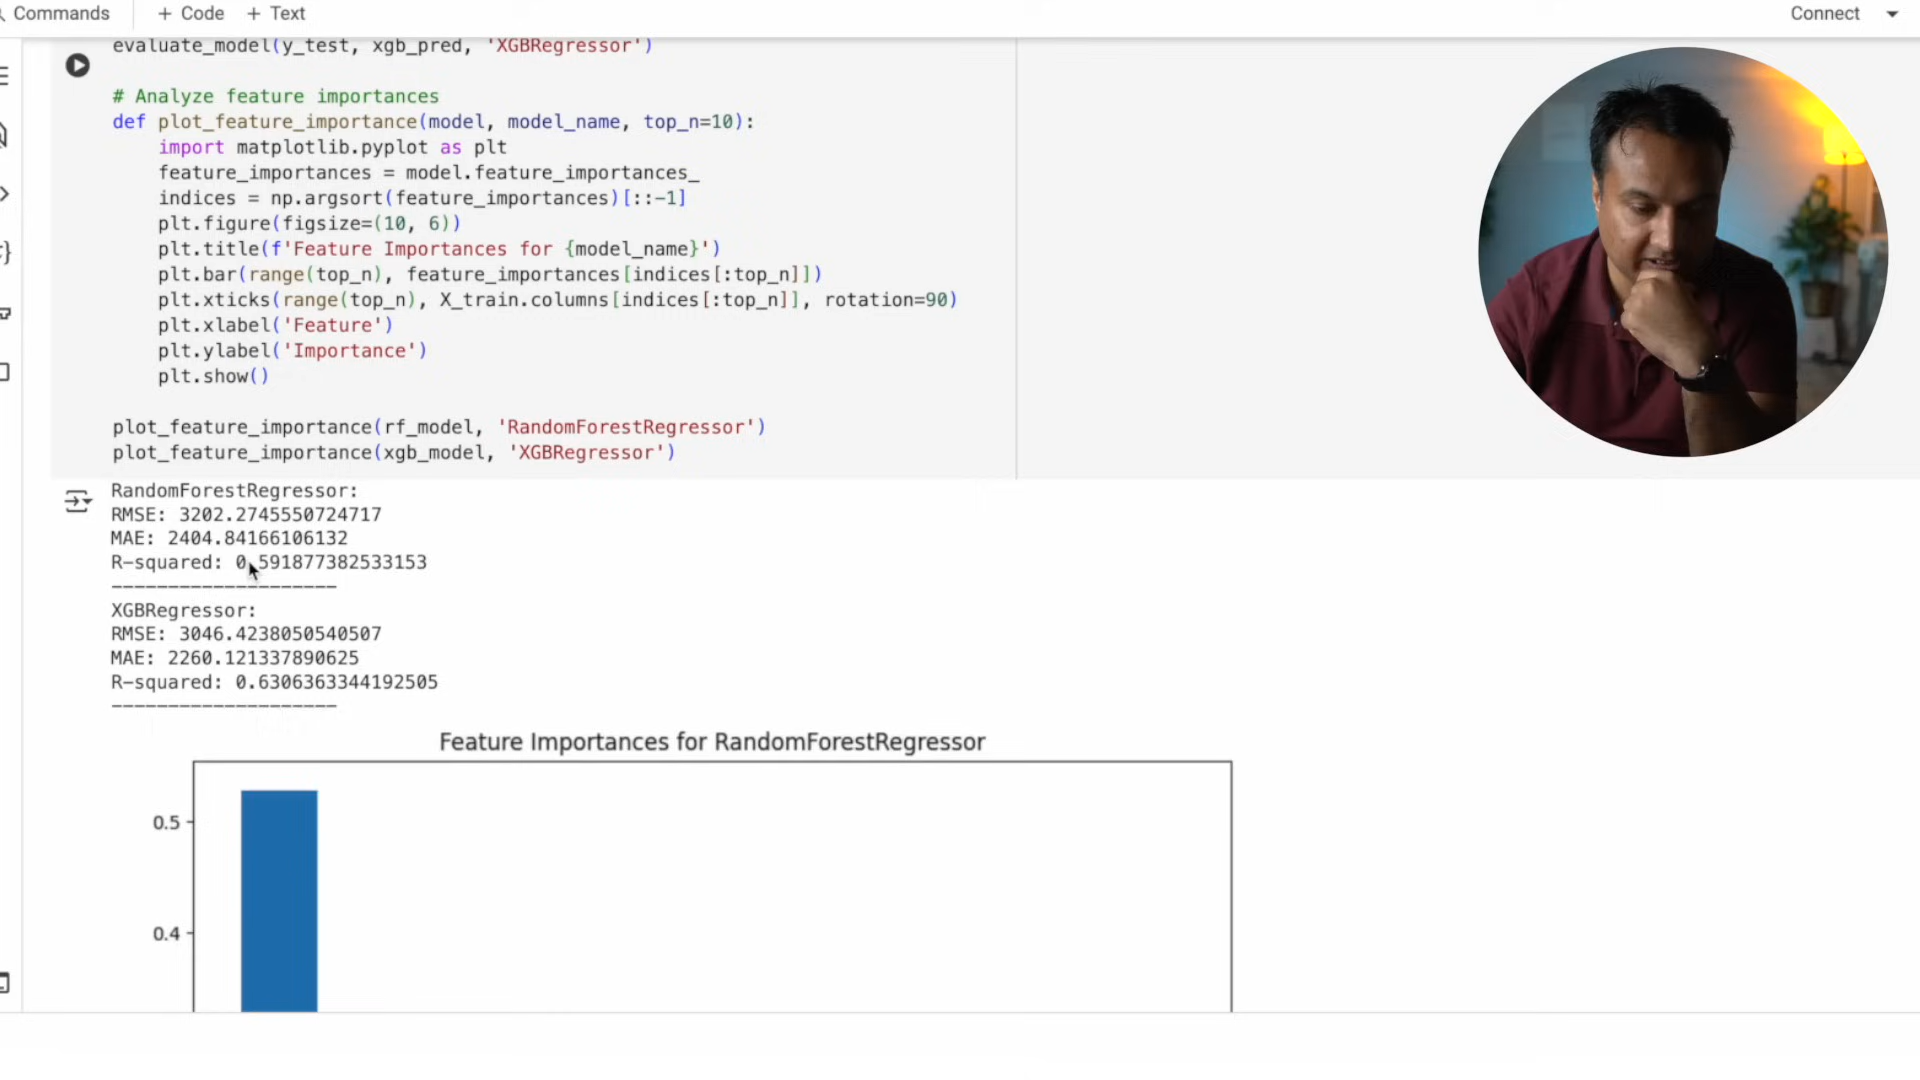 Commands + Code + Text Connect
evaluate_model(y_test, xgb_pred, 'XGBRegressor')
# Analyze feature importances
def plot_feature_importance(model, model_name, top_n=10):
import matplotlib.pyplot as plt
feature_importances = model.feature_importances_
indices = np.argsort(feature_importances)[::-1]
plt.figure(figsize=(10, 6))
plt.title(f'Feature Importances for {model_name}')
plt.bar(range(top_n), feature_importances[indices[:top_n]])
plt.xticks(range(top_n), X_train.columns[indices[:top_n]], rotation=90)
plt.xlabel('Feature')
plt.ylabel('Importance')
plt.show()
plot_feature_importance(rf_model, 'RandomForestRegressor')
plot_feature_importance(xgb_model, 'XGBRegressor')
RandomForestRegressor:
RMSE: 3202.2745550724717
MAE: 2404.84166106132
R-squared: 0.591877382533153
--------------------
XGBRegressor:
RMSE: 3046.4238050540507
MAE: 2260.121337890625
R-squared: 0.6306363344192505
--------------------
Feature Importances for RandomForestRegressor
0.5
0.4